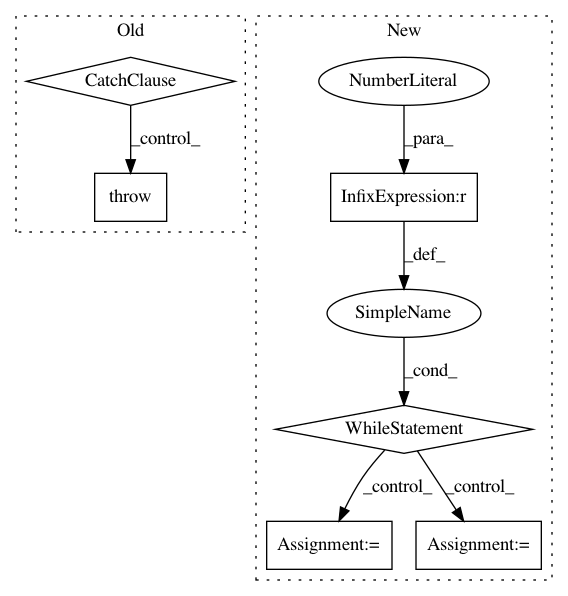 Old
New
CatchClause
NumberLiteral
_control_
_para_
throw
InfixExpression:r
_def_
SimpleName
_cond_
WhileStatement
_control_
_control_
Assignment:=
Assignment:=